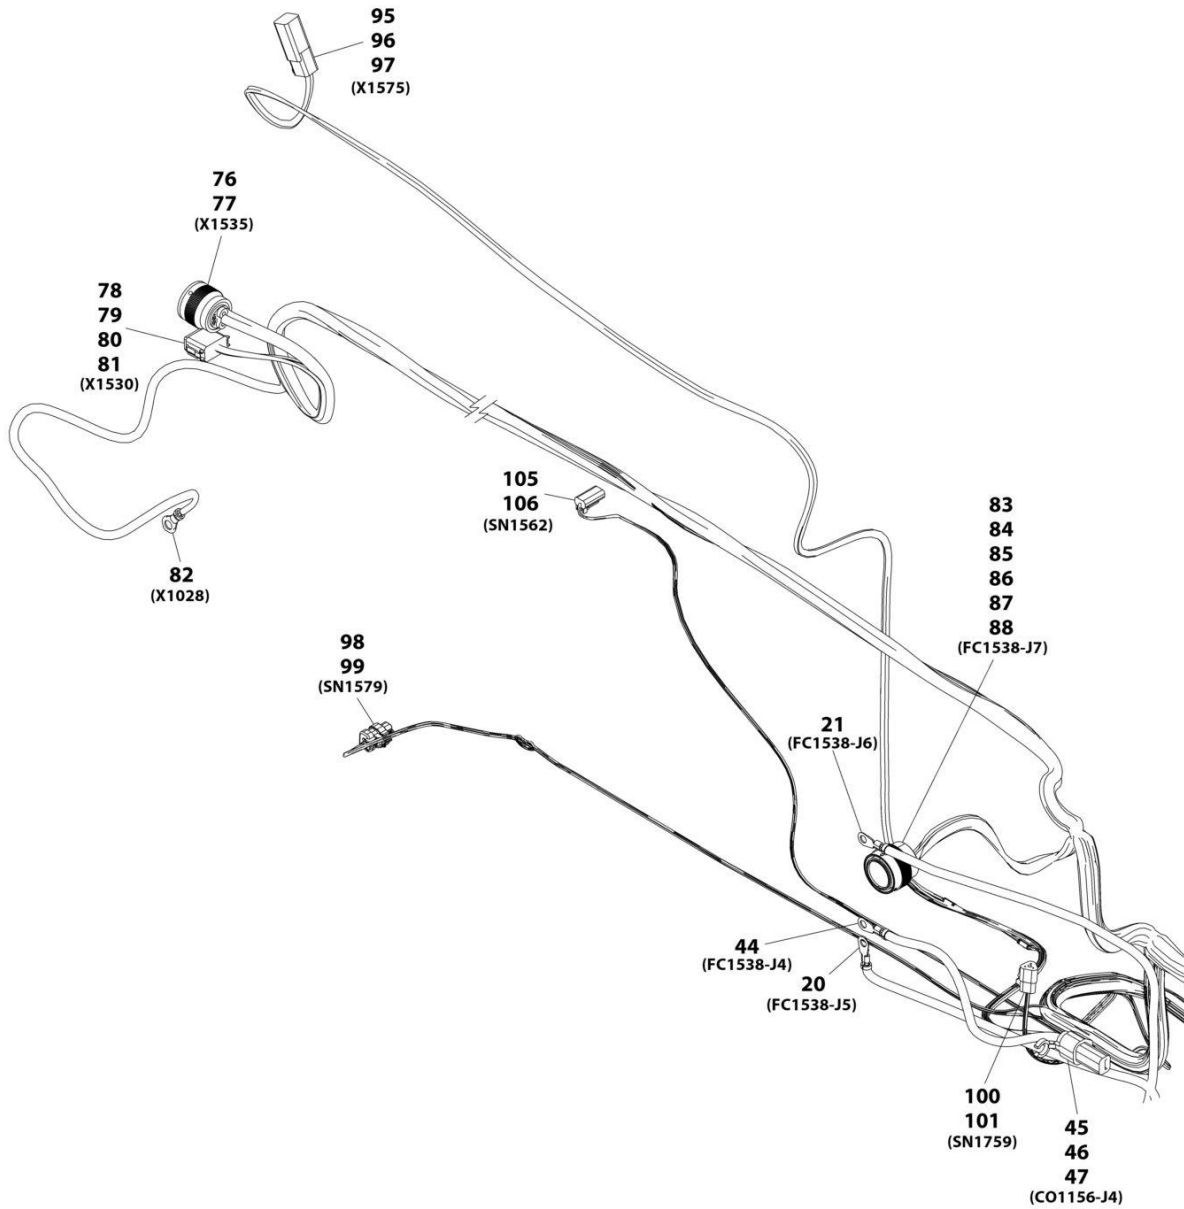 95
96
97
(X1575)
76
77
(X1535)
78
79
80
81
(X1530)
105
106
(SN1562)
83
84
85
86
87
88
(FC1538-J7)
82
(X1028)
98
99
(SN1579)
21
(FC1538-J6)
44
(FC1538-J4)
20
(FC1538-J5)
100
101
(SN1759)
45
46
47
(CO1156-J4)